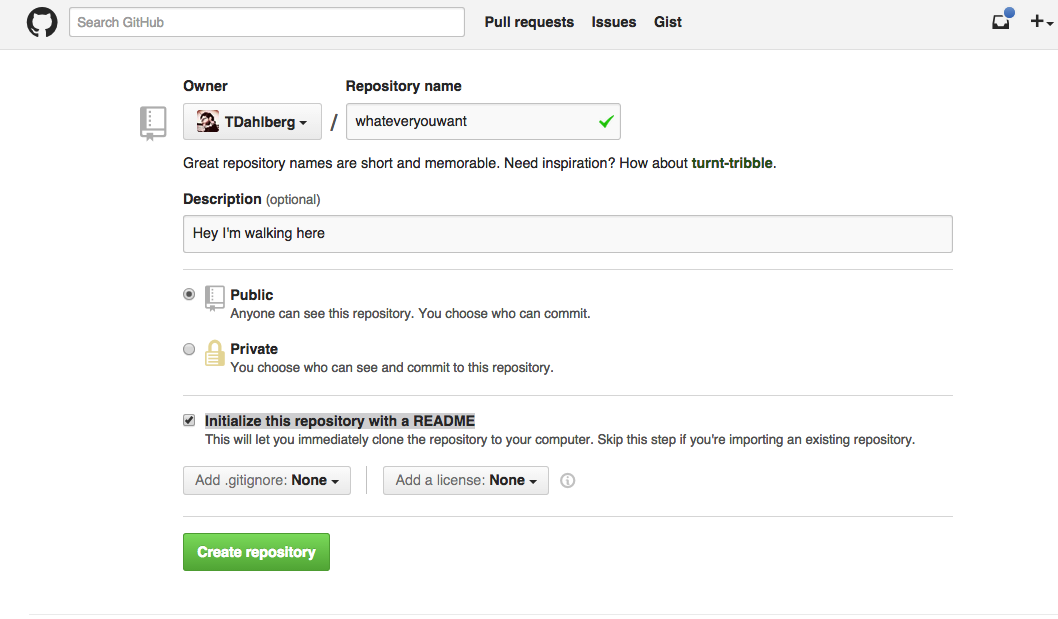 Search GitHub Pull requests Issues Gist
Owner Repository name
TDahlberg / whateveryouwant
Great repository names are short and memorable. Need inspiration? How about turnt-tribble.
Description (optional)
Hey I'm walking here
Public
Anyone can see this repository. You choose who can commit.
Private
You choose who can see and commit to this repository.
Initialize this repository with a README
This will let you immediately clone the repository to your computer. Skip this step if you're importing an existing repository.
Add .gitignore: None Add a license: None
Create repository